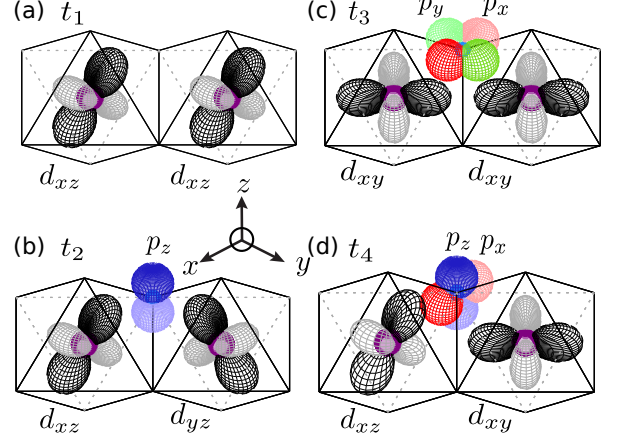 (a) t₁
d_xz d_xz
(c) t₃ p_y p_x
d_xy d_xy
z
x y
(b) t₂ p_z
d_xz d_yz
(d) t₄ p_z p_x
d_xz d_xy